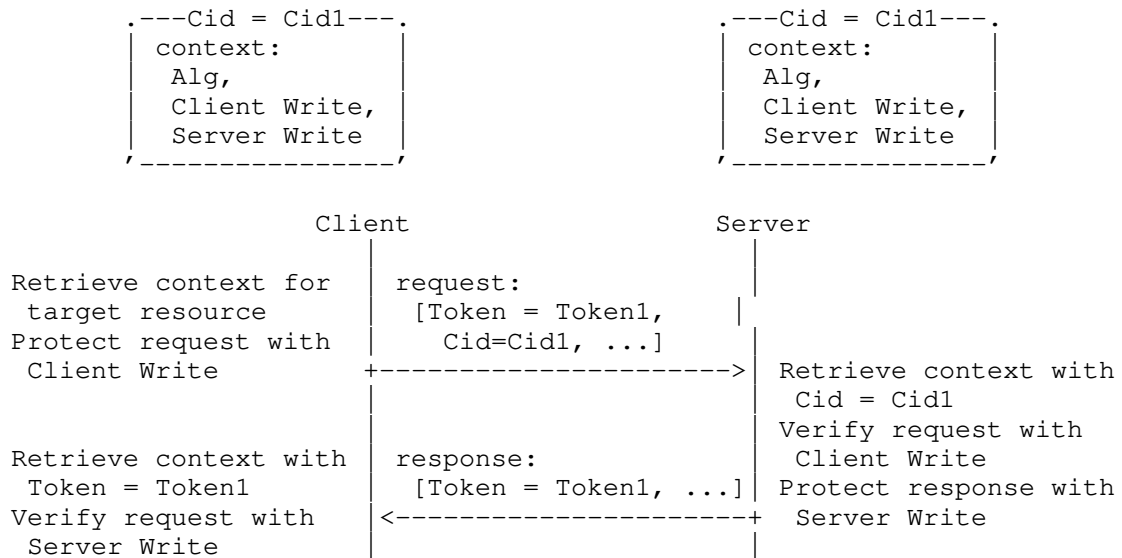 .---Cid = Cid1---.                    .---Cid = Cid1---.
| context:       |                    | context:       |
|  Alg,          |                    |  Alg,          |
|  Client Write, |                    |  Client Write, |
|  Server Write  |                    |  Server Write  |
'----------------'                    '----------------'
Client                   Server
|                       |
Retrieve context for  |  request:             |
target resource      |  [Token = Token1,    |
Protect request with  |    Cid=Cid1, ...]     |
Client Write         +---------------------->|  Retrieve context with
|                       |   Cid = Cid1
|                       |  Verify request with
Retrieve context with |  response:            |   Client Write
Token = Token1       |   [Token = Token1, ...]|  Protect response with
Verify request with   |<----------------------+   Server Write
Server Write         |                       |